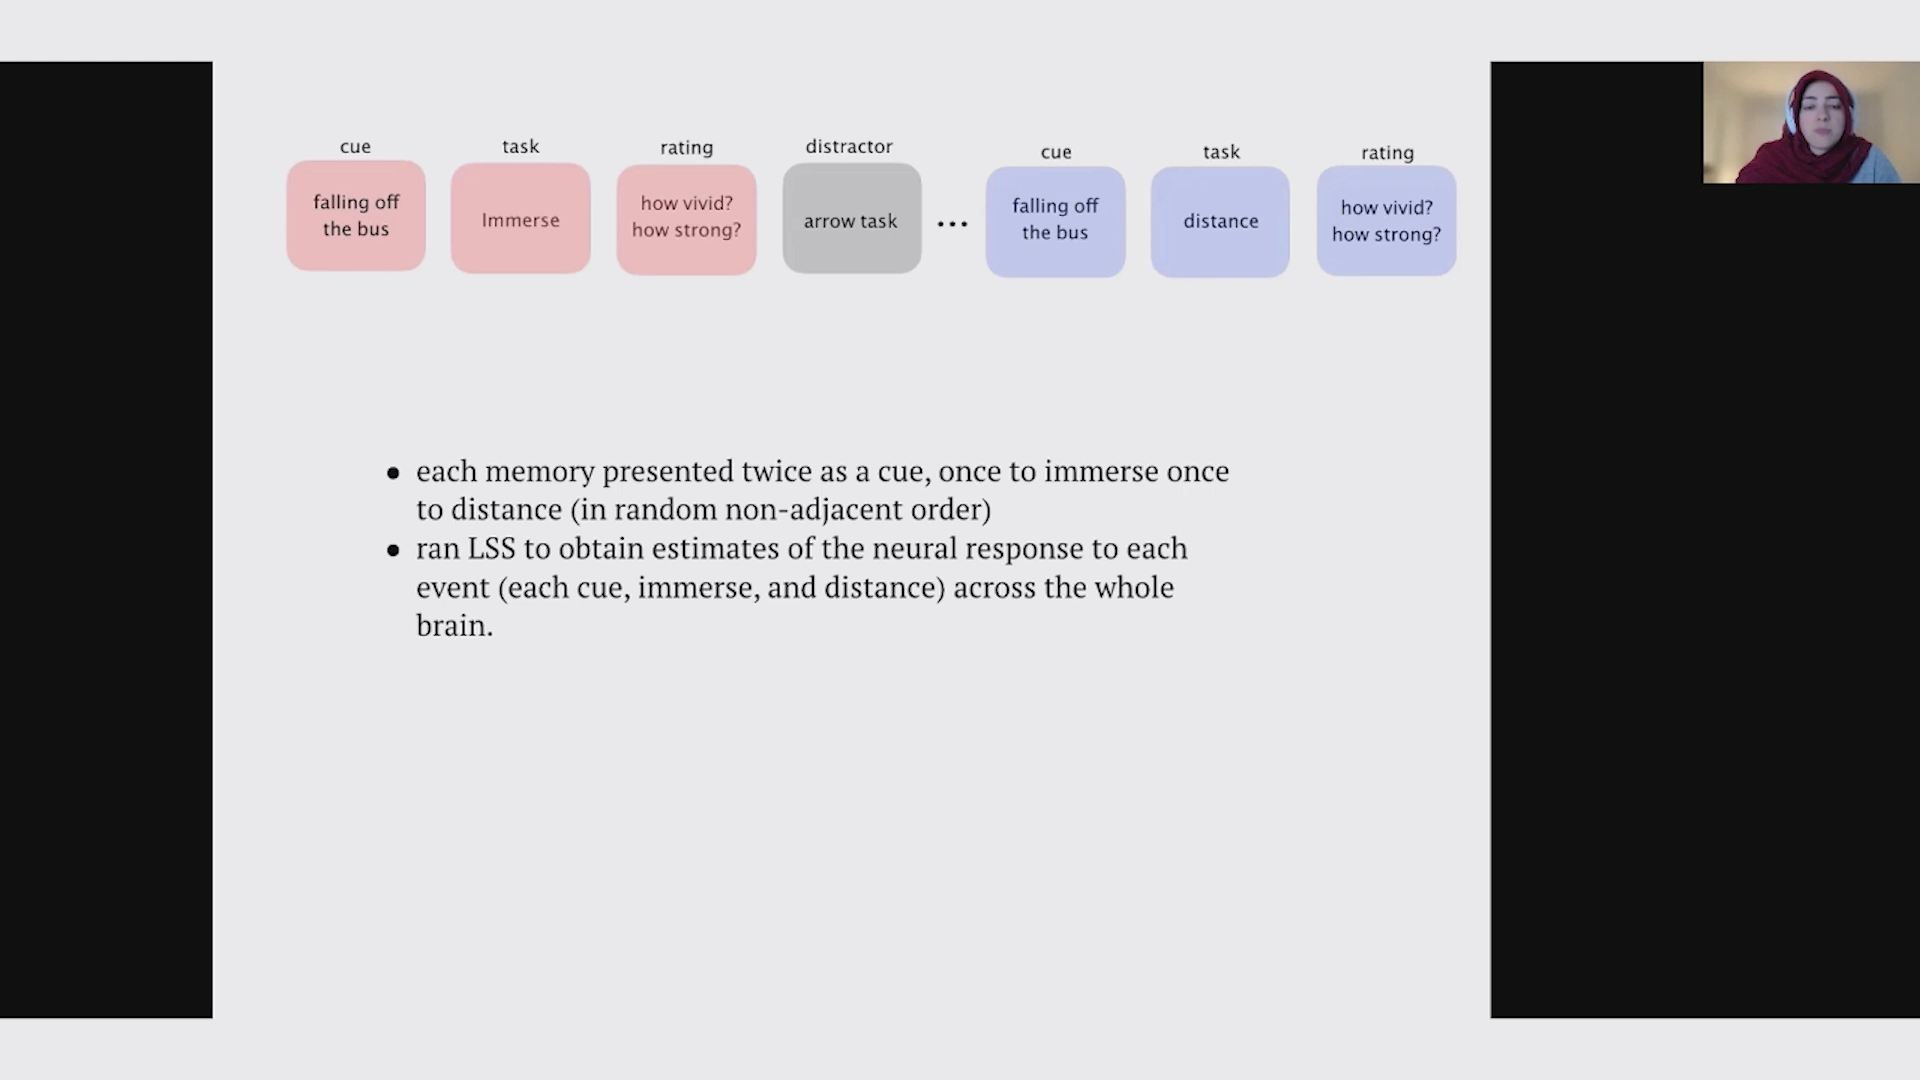 cue
task
rating
distractor
cue
task
rating
falling off
the bus
Immerse
how vivid?
how strong?
arrow task
...
falling off
the bus
distance
how vivid?
how strong?
• each memory presented twice as a cue, once to immerse once
to distance (in random non-adjacent order)
• ran LSS to obtain estimates of the neural response to each
event (each cue, immerse, and distance) across the whole
brain.